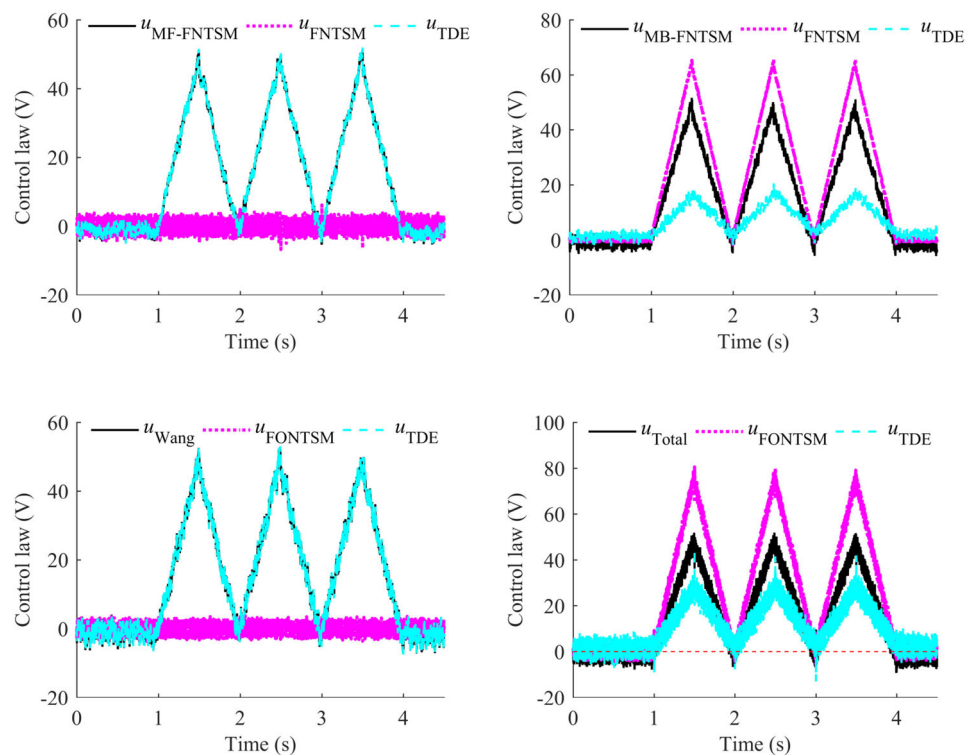 u_MF-FNTSM u_FNTSM u_TDE
60
40
20
0
-20
Control law (V)
0 1 2 3 4
Time (s)
u_MB-FNTSM u_FNTSM u_TDE
80
60
40
20
0
-20
Control law (V)
0 1 2 3 4
Time (s)
u_Wang u_FONTSM u_TDE
60
40
20
0
-20
Control law (V)
0 1 2 3 4
Time (s)
u_Total u_FONTSM u_TDE
100
80
60
40
20
0
-20
Control law (V)
0 1 2 3 4
Time (s)